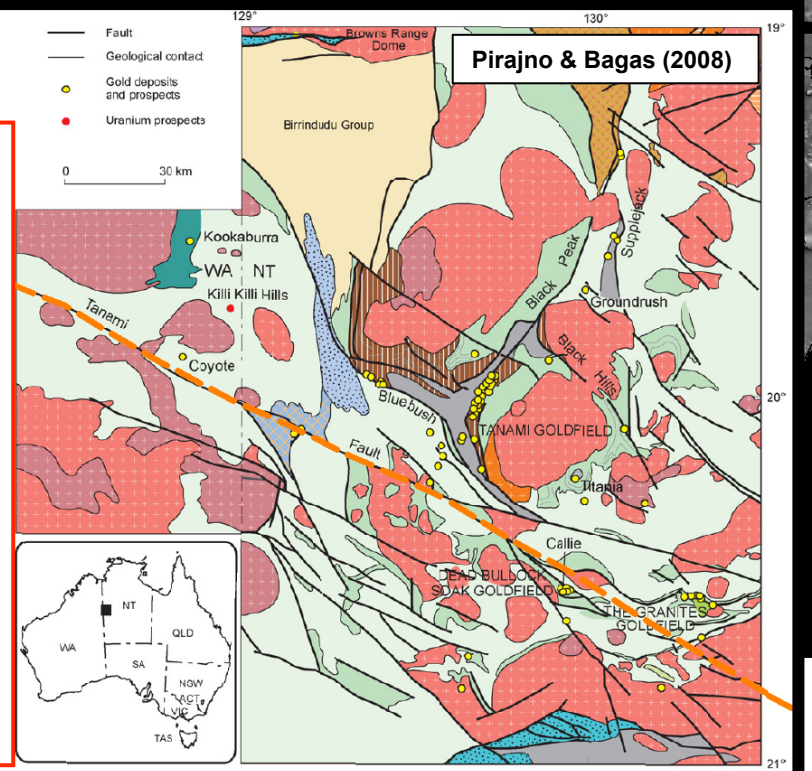 129°
130°
19°
Fault
Geological contact
Gold deposits
and prospects
Uranium prospects
0 30 km
Browns Range
Dome
Pirajno & Bagas (2008)
Birrindudu Group
Kookaburra
WA NT
Killi Killi Hills
Tanami
Coyote
Supplejack
Peak
Black
Groundrush
Black
Hills
20°
Bluebush
TANAMI GOLDFIELD
Fault
Titania
Callie
DEAD BULLOCK
SOAK GOLDFIELD
THE GRANITES
GOLDFIELD
NT
WA
QLD
SA
NSW
ACT
VIC
TAS
21°